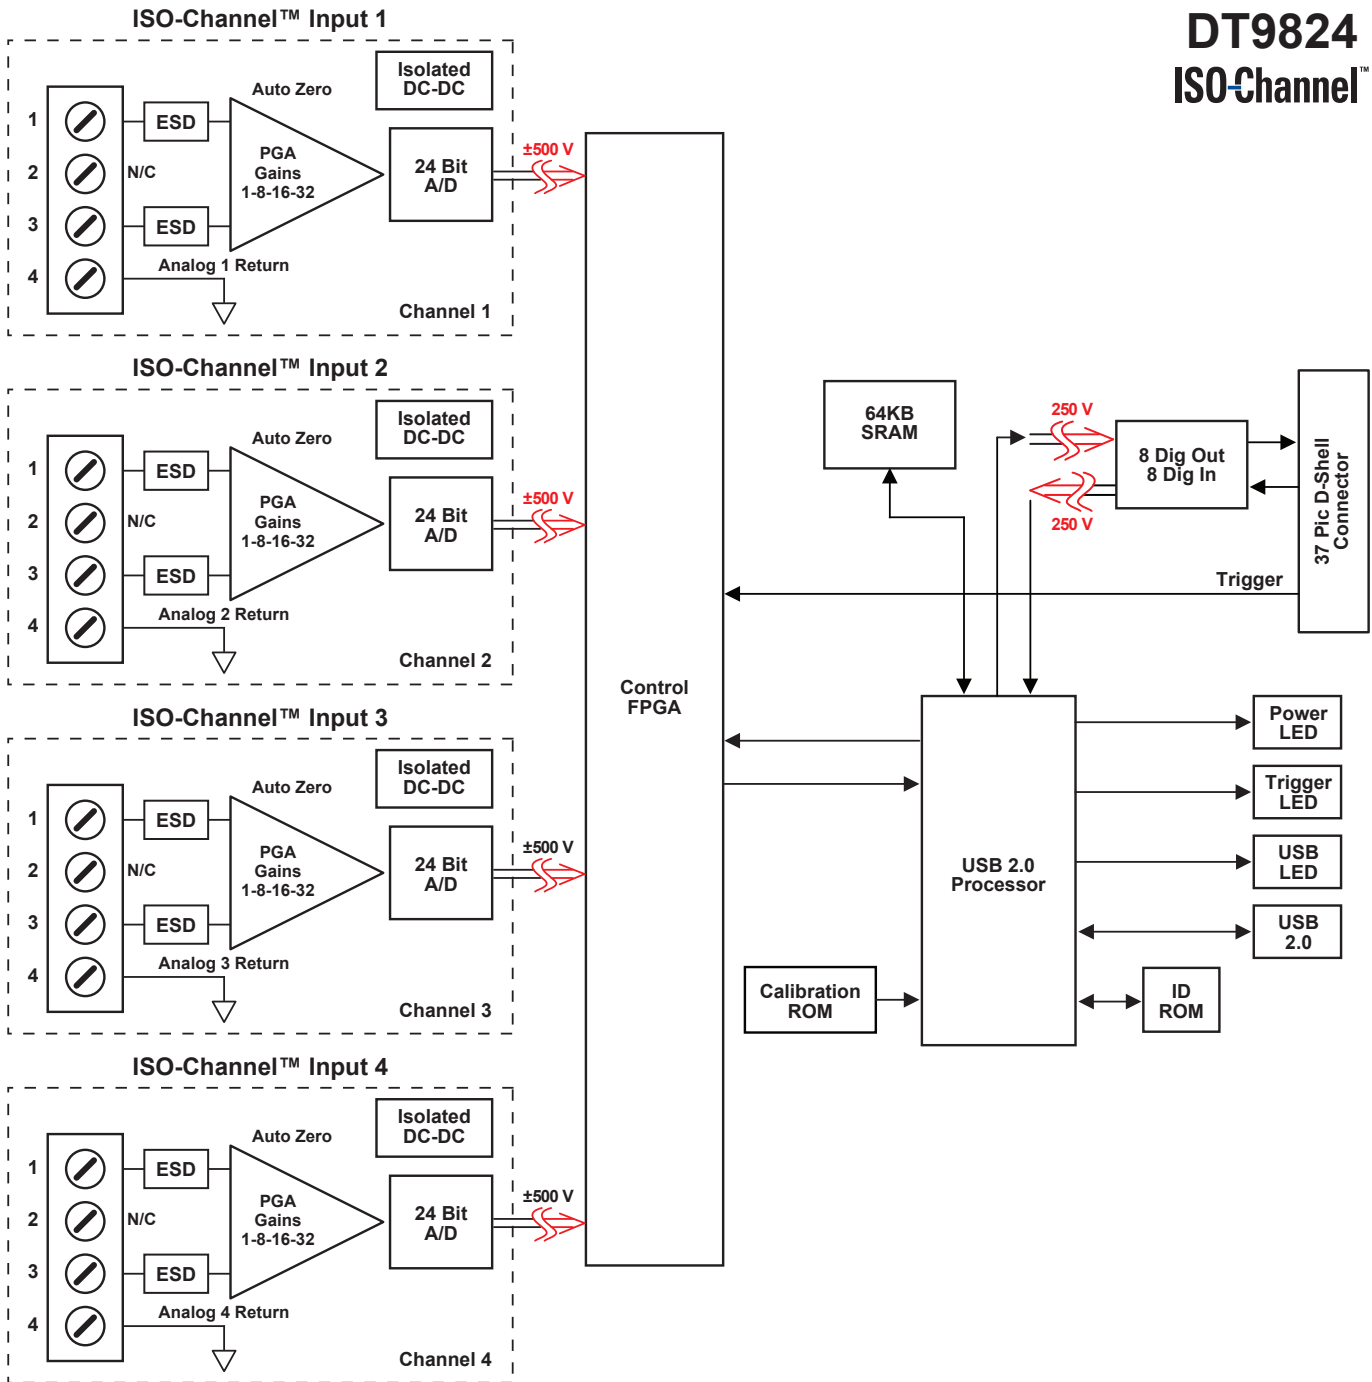 DT9824
ISO-Channel™
ISO-Channel™ Input 1
Isolated
DC-DC
Auto Zero
1
ESD
PGA
Gains
1-8-16-32
24 Bit
A/D
±500 V
2
N/C
3
ESD
4
Analog 1 Return
Channel 1
ISO-Channel™ Input 2
Isolated
DC-DC
Auto Zero
1
ESD
PGA
Gains
1-8-16-32
24 Bit
A/D
±500 V
2
N/C
3
ESD
4
Analog 2 Return
Channel 2
ISO-Channel™ Input 3
Isolated
DC-DC
Auto Zero
1
ESD
PGA
Gains
1-8-16-32
24 Bit
A/D
±500 V
2
N/C
3
ESD
4
Analog 3 Return
Channel 3
ISO-Channel™ Input 4
Isolated
DC-DC
Auto Zero
1
ESD
PGA
Gains
1-8-16-32
24 Bit
A/D
±500 V
2
N/C
3
ESD
4
Analog 4 Return
Channel 4
Control
FPGA
64KB
SRAM
250 V
250 V
8 Dig Out
8 Dig In
37 Pic D-Shell
Connector
Trigger
USB 2.0
Processor
Power
LED
Trigger
LED
USB
LED
USB
2.0
Calibration
ROM
ID
ROM